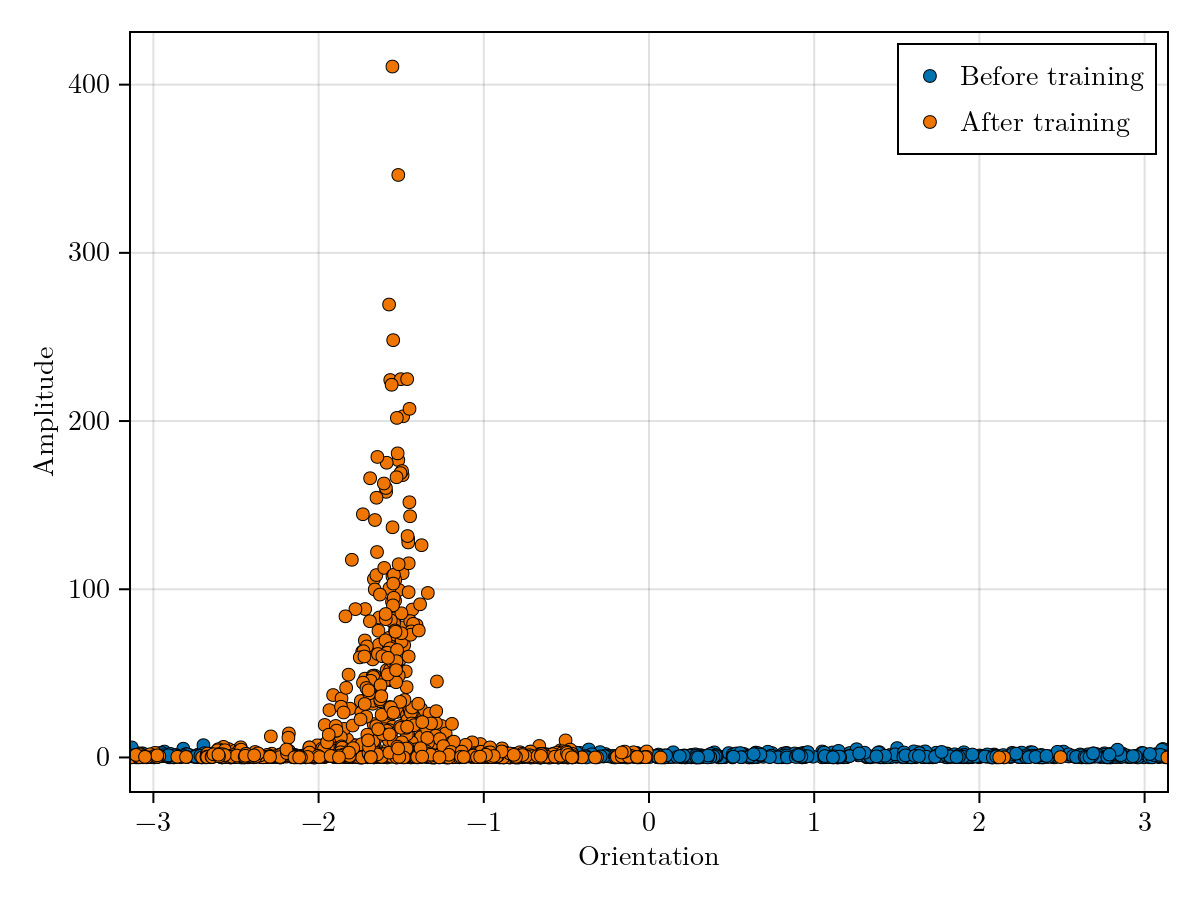 400
300
200
100
0
Amplitude
Before training
After training
−3 −2 −1 0 1 2 3
Orientation